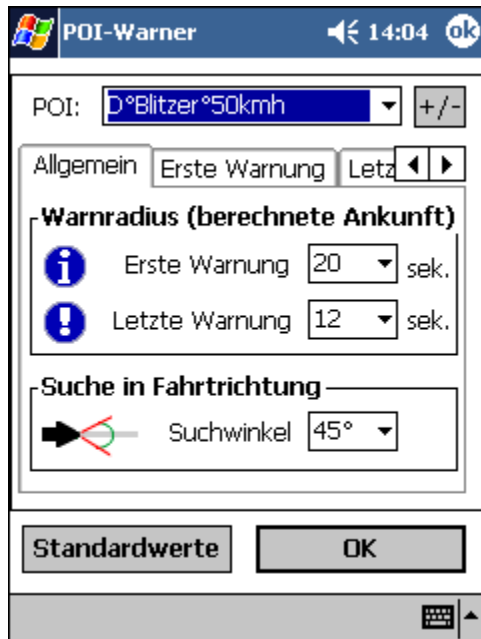 POI-Warner 14:04 ok
POI: D°Blitzer°50kmh +/-
Allgemein Erste Warnung Letz
Warnradius (berechnete Ankunft)
Erste Warnung 20 sek.
Letzte Warnung 12 sek.
Suche in Fahrtrichtung
Suchwinkel 45°
Standardwerte OK